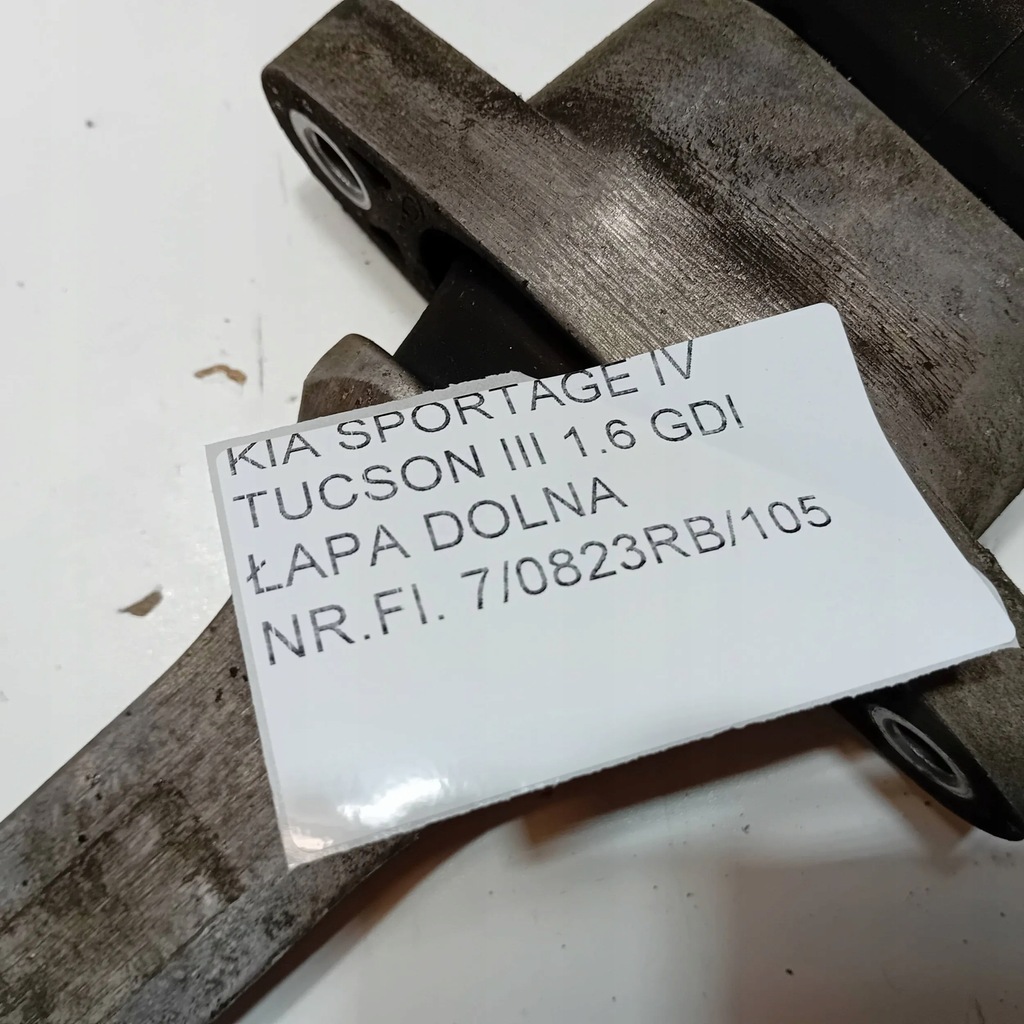 KIA SPORTAGE IV
TUCSON III 1.6 GDI
ŁAPA DOLNA
NR.FI. 7/0823RB/105